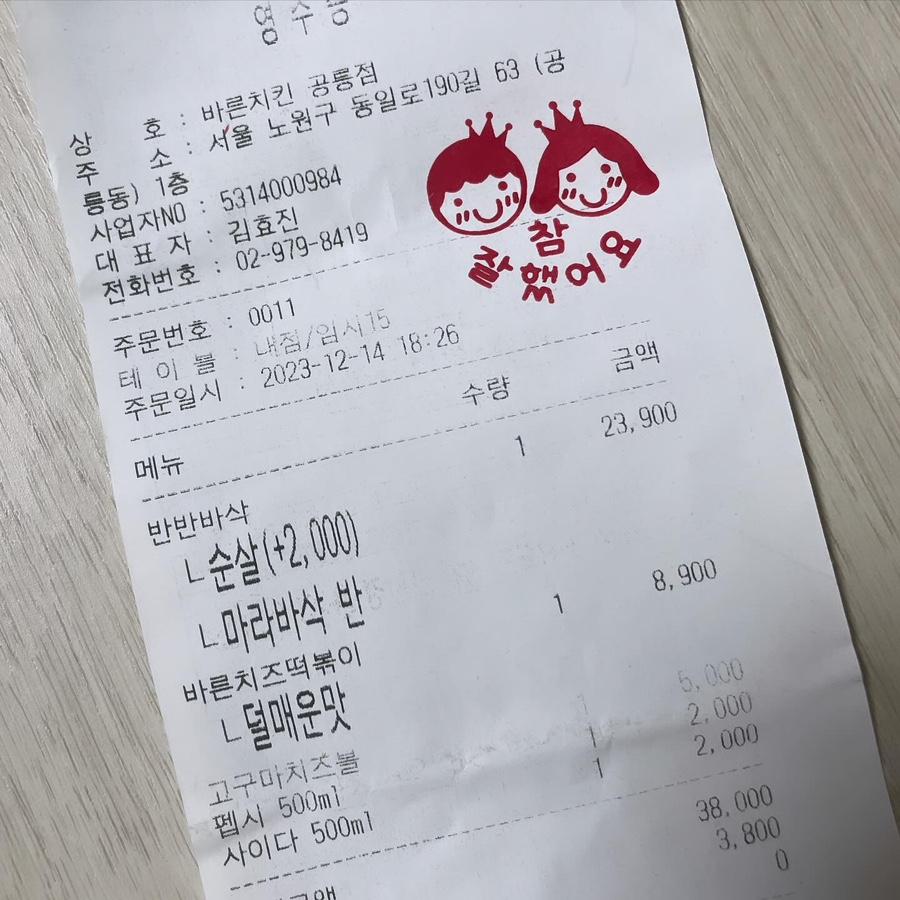 영수증
상 호 : 바른치킨 공릉점
주 소 : 서울 노원구 동일로190길 63 (공
릉동) 1층
사업자NO : 5314000984
대 표 자 : 김효진
전화번호 : 02-979-8419
참
잘했어요
주문번호 : 0011
테 이 블 : 내점/임시15
주문일시 : 2023-12-14 18:26
메뉴 수량 금액
반반바삭 1 23,900
ㄴ순살(+2,000)
ㄴ마라바삭 반
바른치즈떡볶이 1 8,900
ㄴ덜매운맛
고구마치즈볼 1 5,000
펩시 500ml 1 2,000
사이다 500ml 1 2,000
38,000
3,800
0